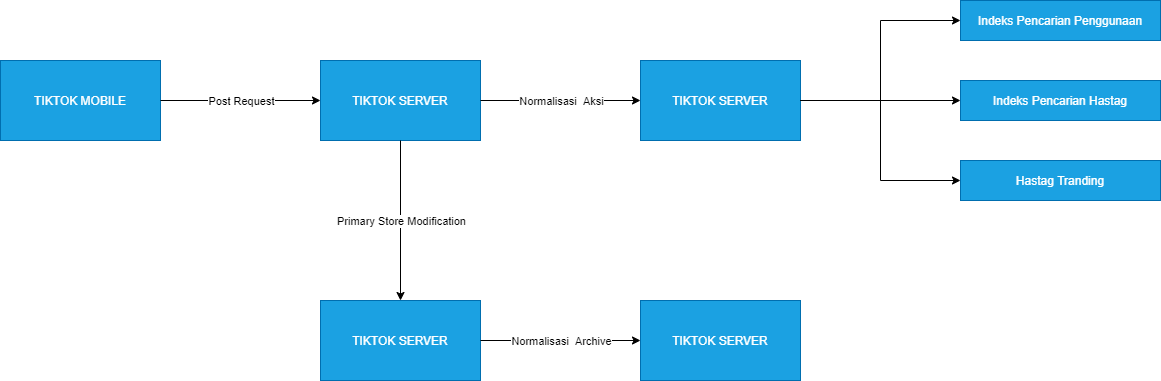 Indeks Pencarian Penggunaan
TIKTOK MOBILE
Post Request
TIKTOK SERVER
Normalisasi Aksi
TIKTOK SERVER
Indeks Pencarian Hastag
Hastag Tranding
Primary Store Modification
TIKTOK SERVER
Normalisasi Archive
TIKTOK SERVER